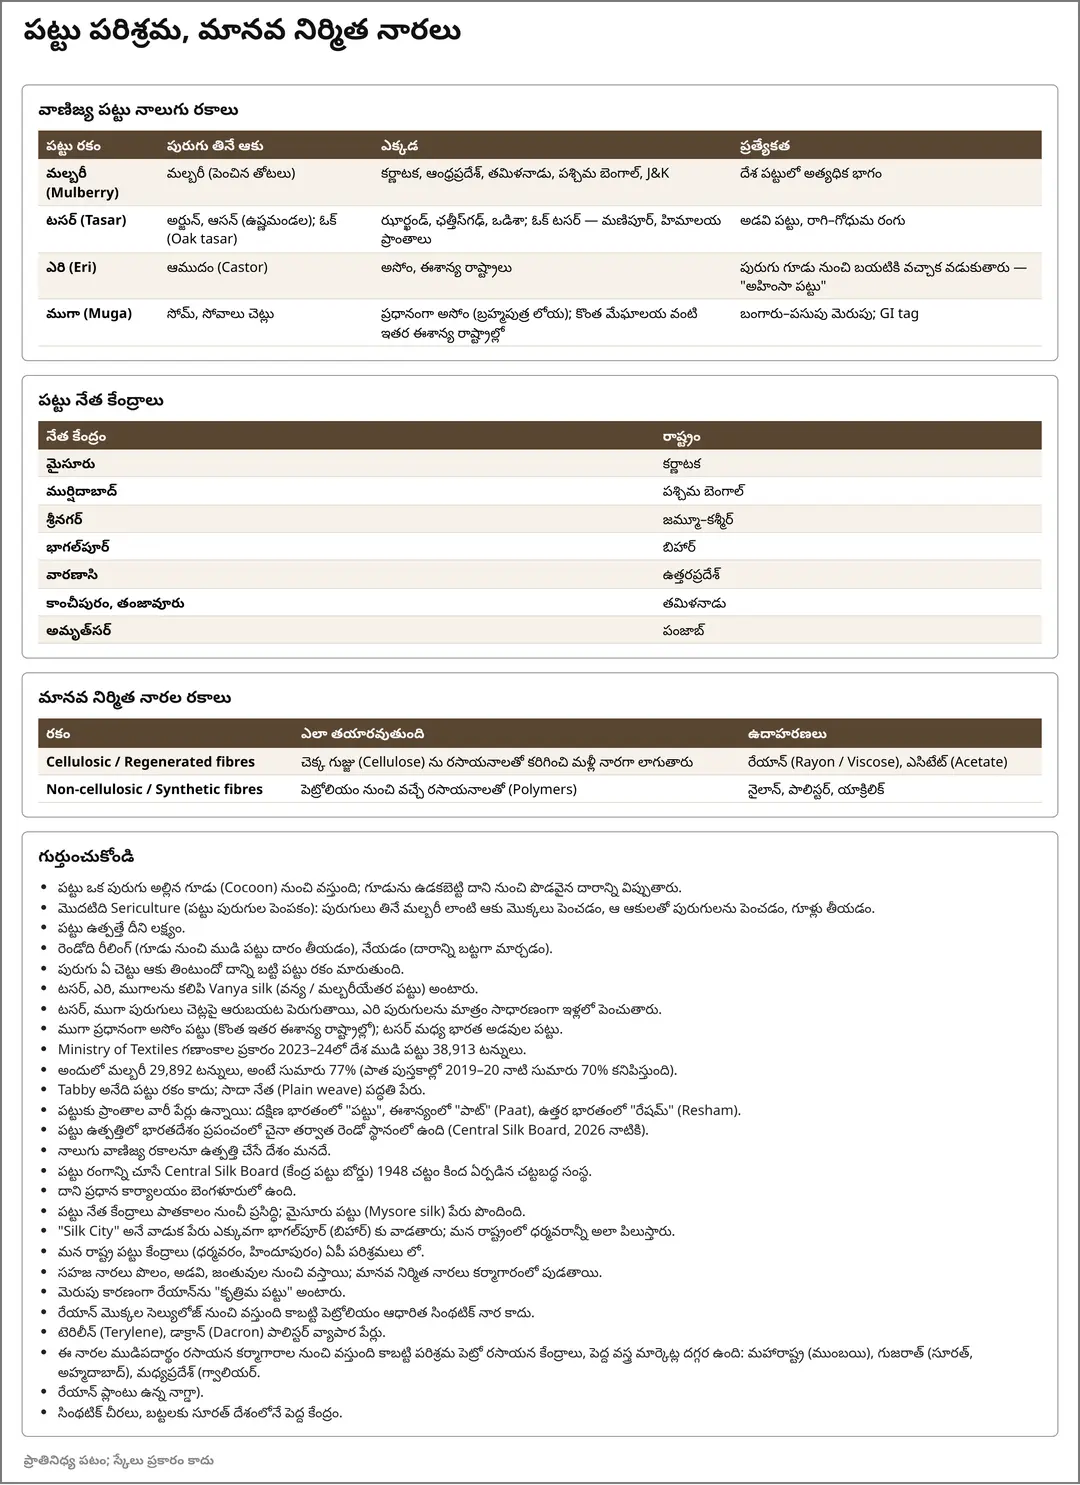 పట్టు పరిశ్రమ, మానవ నిర్మిత నారలు
వాణిజ్య పట్టు నాలుగు రకాలు
పట్టు రకం పురుగు తినే ఆకు ఎక్కడ ప్రత్యేకత
మల్బరీ (Mulberry) మల్బరీ (పెంచిన తోటలు) కర్ణాటక, ఆంధ్రప్రదేశ్, తమిళనాడు, పశ్చిమ బెంగాల్, J&K దేశ పట్టులో అత్యధిక భాగం
టసర్ (Tasar) అర్జున్, ఆసన్ (ఉష్ణమండల); ఓక్ (Oak tasar) ఝార్ఖండ్, ఛత్తీస్‌గఢ్, ఒడిశా; ఓక్ టసర్ — మణిపూర్, హిమాలయ ప్రాంతాలు అడవి పట్టు, రాగి–గోధుమ రంగు
ఎరి (Eri) ఆముదం (Castor) అసోం, ఈశాన్య రాష్ట్రాలు పురుగు గూడు నుంచి బయటికి వచ్చాక వడుకుతారు — "అహింసా పట్టు"
ముగా (Muga) సోమ్, సోవాలు చెట్లు ప్రధానంగా అసోం (బ్రహ్మపుత్ర లోయ); కొంత మేఘాలయ వంటి ఇతర ఈశాన్య రాష్ట్రాల్లో బంగారు–పసుపు మెరుపు; GI tag
పట్టు నేత కేంద్రాలు
నేత కేంద్రం రాష్ట్రం
మైసూరు కర్ణాటక
ముర్షిదాబాద్ పశ్చిమ బెంగాల్
శ్రీనగర్ జమ్మూ–కశ్మీర్
భాగల్‌పూర్ బిహార్
వారణాసి ఉత్తరప్రదేశ్
కాంచీపురం, తంజావూరు తమిళనాడు
అమృత్‌సర్ పంజాబ్
మానవ నిర్మిత నారల రకాలు
రకం ఎలా తయారవుతుంది ఉదాహరణలు
Cellulosic / Regenerated fibres చెక్క గుజ్జు (Cellulose) ను రసాయనాలతో కరిగించి మళ్లీ నారగా లాగుతారు రేయాన్ (Rayon / Viscose), ఎసిటేట్ (Acetate)
Non-cellulosic / Synthetic fibres పెట్రోలియం నుంచి వచ్చే రసాయనాలతో (Polymers) నైలాన్, పాలిస్టర్, యాక్రిలిక్
గుర్తుంచుకోండి
• పట్టు ఒక పురుగు అల్లిన గూడు (Cocoon) నుంచి వస్తుంది; గూడును ఉడకబెట్టి దాని నుంచి పొడవైన దారాన్ని విప్పుతారు.
• మొదటిది Sericulture (పట్టు పురుగుల పెంపకం): పురుగులు తినే మల్బరీ లాంటి ఆకు మొక్కలు పెంచడం, ఆ ఆకులతో పురుగులను పెంచడం, గూళ్లు తీయడం.
• పట్టు ఉత్పత్తే దీని లక్ష్యం.
• రెండోది రీలింగ్ (గూడు నుంచి ముడి పట్టు దారం తీయడం), నేయడం (దారాన్ని బట్టగా మార్చడం).
• పురుగు ఏ చెట్టు ఆకు తింటుందో దాన్ని బట్టి పట్టు రకం మారుతుంది.
• టసర్, ఎరి, ముగాలను కలిపి Vanya silk (వన్య / మల్బరీయేతర పట్టు) అంటారు.
• టసర్, ముగా పురుగులు చెట్లపై ఆరుబయట పెరుగుతాయి, ఎరి పురుగులను మాత్రం సాధారణంగా ఇళ్లలో పెంచుతారు.
• ముగా ప్రధానంగా అసోం పట్టు (కొంత ఇతర ఈశాన్య రాష్ట్రాల్లో); టసర్ మధ్య భారత అడవుల పట్టు.
• Ministry of Textiles గణాంకాల ప్రకారం 2023–24లో దేశ ముడి పట్టు 38,913 టన్నులు.
• అందులో మల్బరీ 29,892 టన్నులు, అంటే సుమారు 77% (పాత పుస్తకాల్లో 2019–20 నాటి సుమారు 70% కనిపిస్తుంది).
• Tabby అనేది పట్టు రకం కాదు; సాదా నేత (Plain weave) పద్ధతి పేరు.
• పట్టుకు ప్రాంతాల వారీ పేర్లు ఉన్నాయి: దక్షిణ భారతంలో "పట్టు", ఈశాన్యంలో "పాట్" (Paat), ఉత్తర భారతంలో "రేషమ్" (Resham).
• పట్టు ఉత్పత్తిలో భారతదేశం ప్రపంచంలో చైనా తర్వాత రెండో స్థానంలో ఉంది (Central Silk Board, 2026 నాటికి).
• నాలుగు వాణిజ్య రకాలనూ ఉత్పత్తి చేసే దేశం మనదే.
• పట్టు రంగాన్ని చూసే Central Silk Board (కేంద్ర పట్టు బోర్డు) 1948 చట్టం కింద ఏర్పడిన చట్టబద్ధ సంస్థ.
• దాని ప్రధాన కార్యాలయం బెంగళూరులో ఉంది.
• పట్టు నేత కేంద్రాలు పాతకాలం నుంచీ ప్రసిద్ధి; మైసూరు పట్టు (Mysore silk) పేరు పొందింది.
• "Silk City" అనే వాడుక పేరు ఎక్కువగా భాగల్‌పూర్ (బిహార్) కు వాడతారు; మన రాష్ట్రంలో ధర్మవరాన్నీ అలా పిలుస్తారు.
• మన రాష్ట్ర పట్టు కేంద్రాలు (ధర్మవరం, హిందూపురం) ఏపీ పరిశ్రమలు లో.
• సహజ నారలు పొలం, అడవి, జంతువుల నుంచి వస్తాయి; మానవ నిర్మిత నారలు కర్మాగారంలో పుడతాయి.
• మెరుపు కారణంగా రేయాన్‌ను "కృత్రిమ పట్టు" అంటారు.
• రేయాన్ మొక్కల సెల్యులోజ్ నుంచి వస్తుంది కాబట్టి పెట్రోలియం ఆధారిత సింథటిక్ నార కాదు.
• టెరిలీన్ (Terylene), డాక్రాన్ (Dacron) పాలిస్టర్ వ్యాపార పేర్లు.
• ఈ నారల ముడిపదార్థం రసాయన కర్మాగారాల నుంచి వస్తుంది కాబట్టి పరిశ్రమ పెట్రో రసాయన కేంద్రాలు, పెద్ద వస్త్ర మార్కెట్ల దగ్గర ఉంది: మహారాష్ట్ర (ముంబయి), గుజరాత్ (సూరత్,
అహ్మదాబాద్), మధ్యప్రదేశ్ (గ్వాలియర్.
• రేయాన్ ప్లాంటు ఉన్న నాగ్డా).
• సింథటిక్ చీరలు, బట్టలకు సూరత్ దేశంలోనే పెద్ద కేంద్రం.
ప్రాతినిధ్య పటం; స్కేలు ప్రకారం కాదు